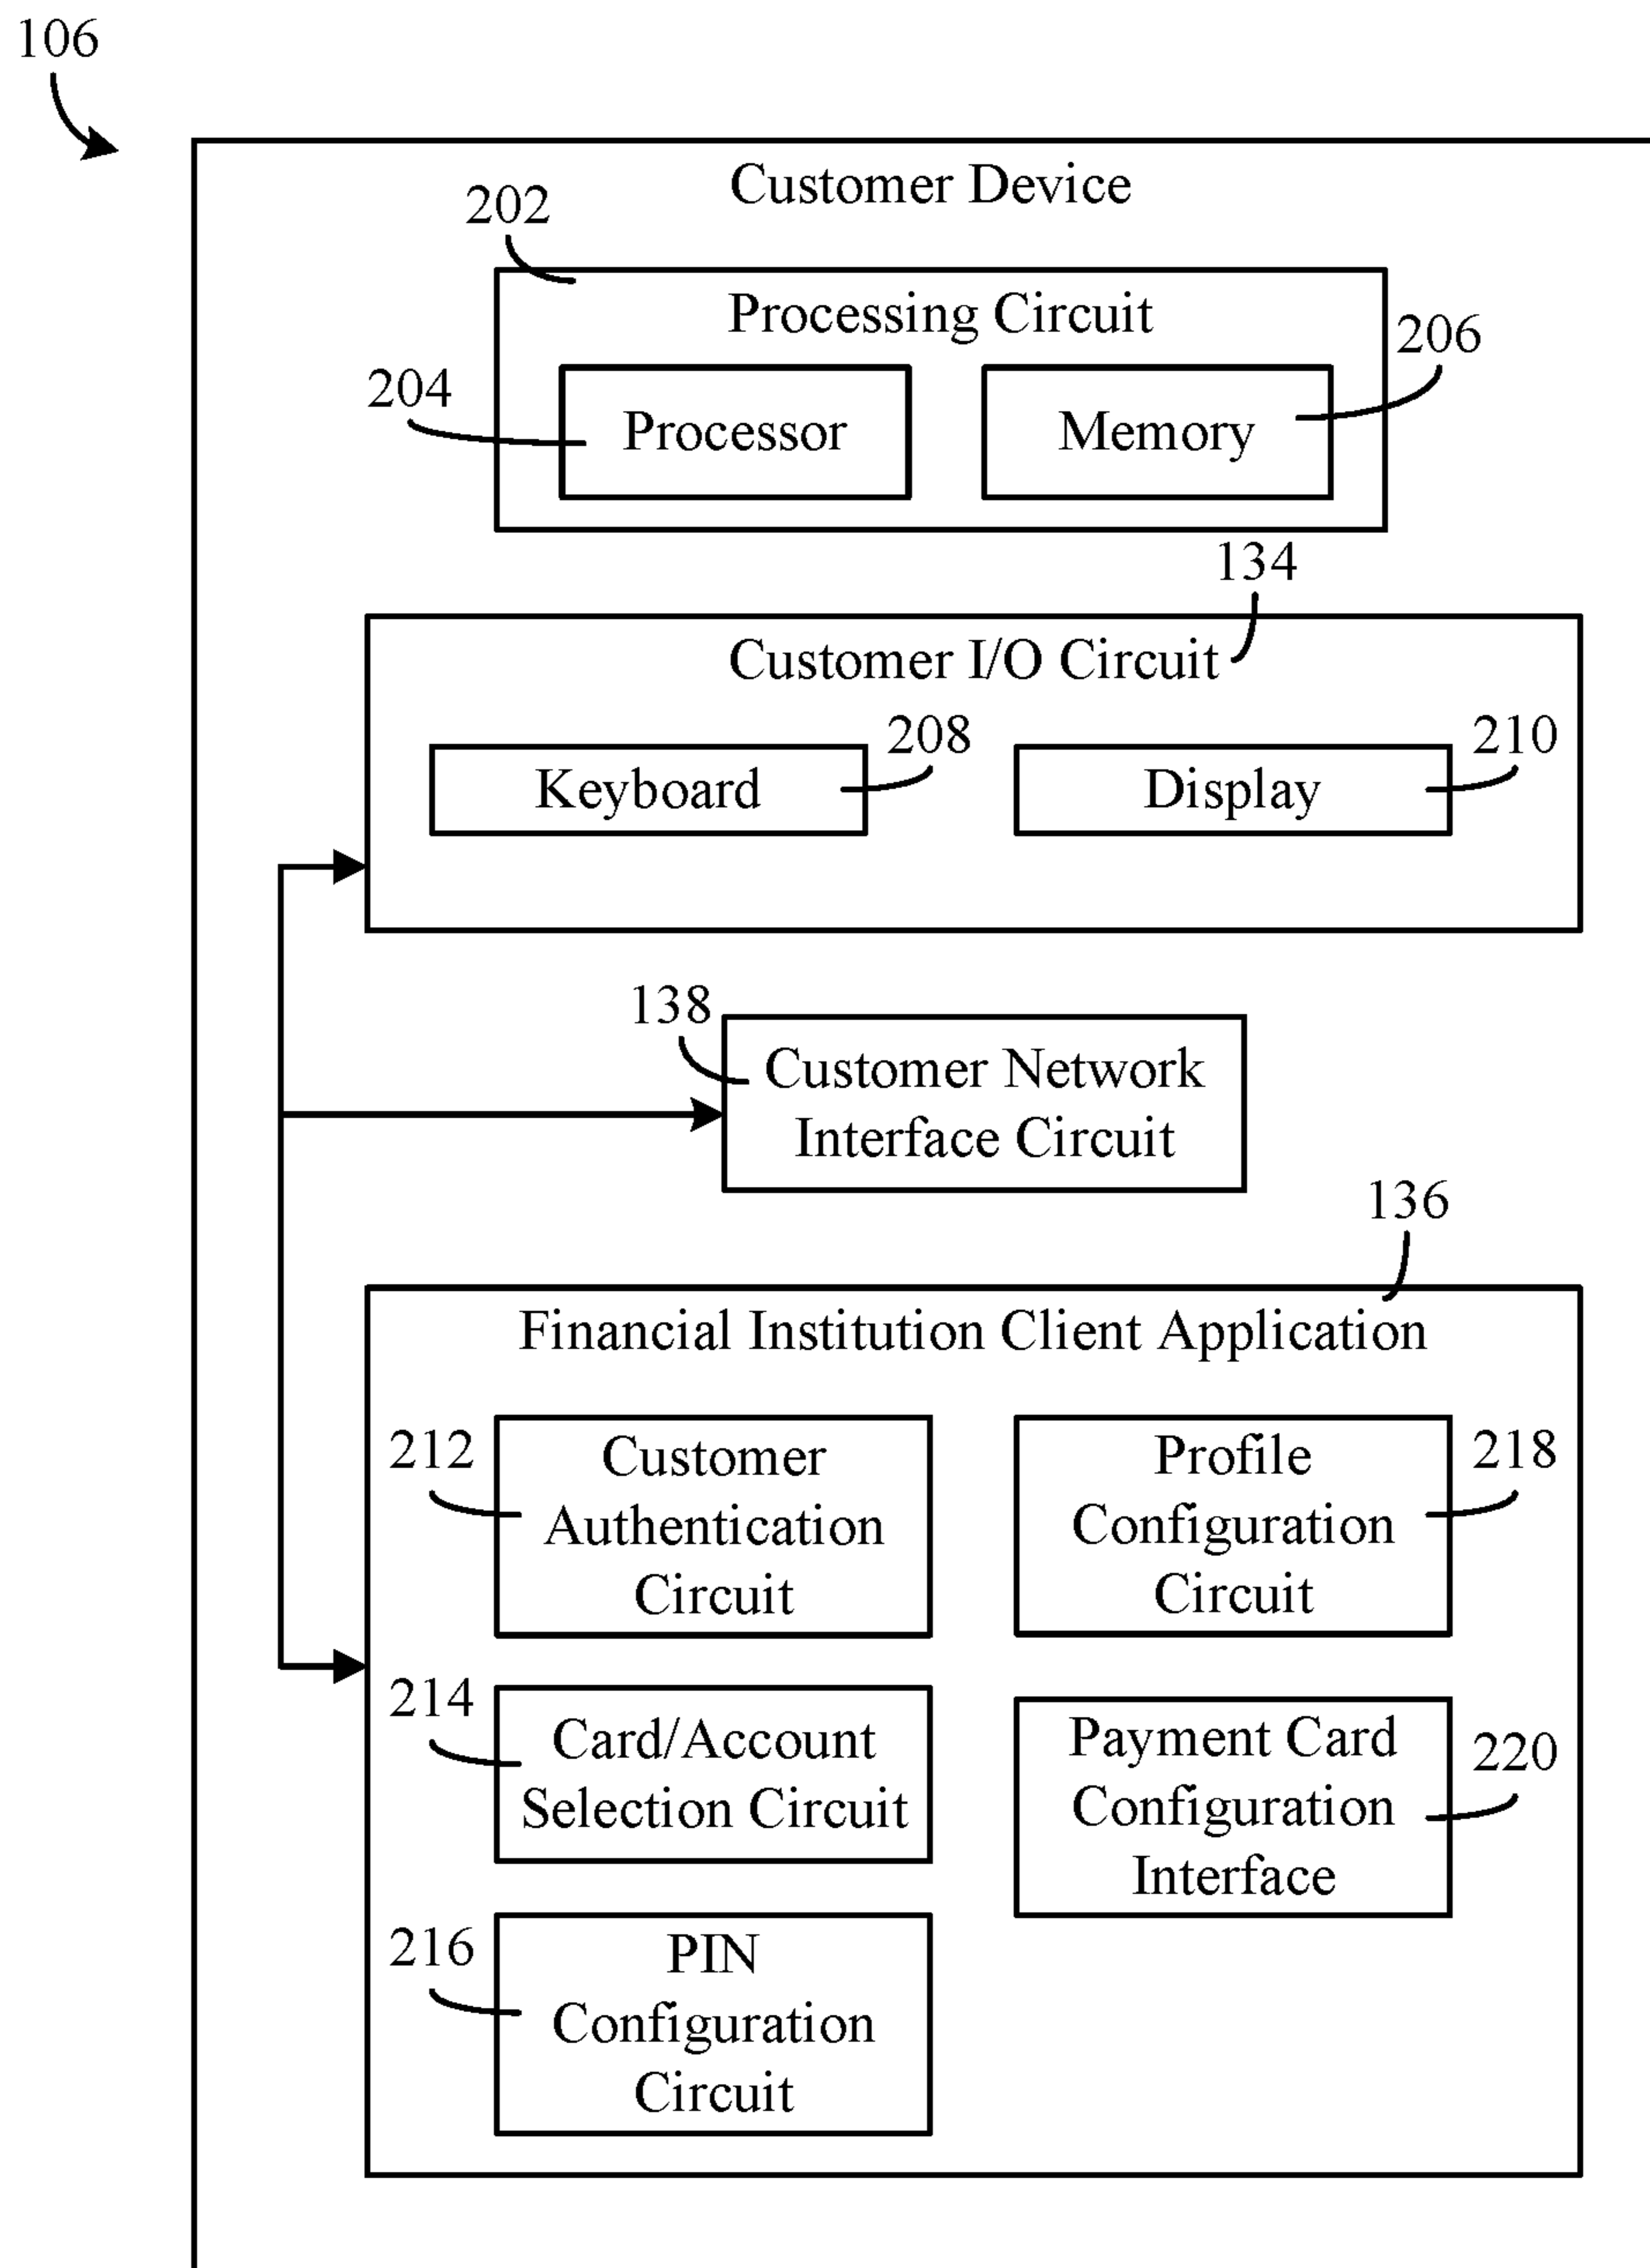 106
Customer Device
202
Processing Circuit
206
204
Processor
Memory
134
Customer I/O Circuit
208
210
Keyboard
Display
138
Customer Network
Interface Circuit
136
Financial Institution Client Application
212
Customer
Authentication
Circuit
Profile
Configuration
Circuit
218
214
Card/Account
Selection Circuit
Payment Card
Configuration
Interface
220
216
PIN
Configuration
Circuit